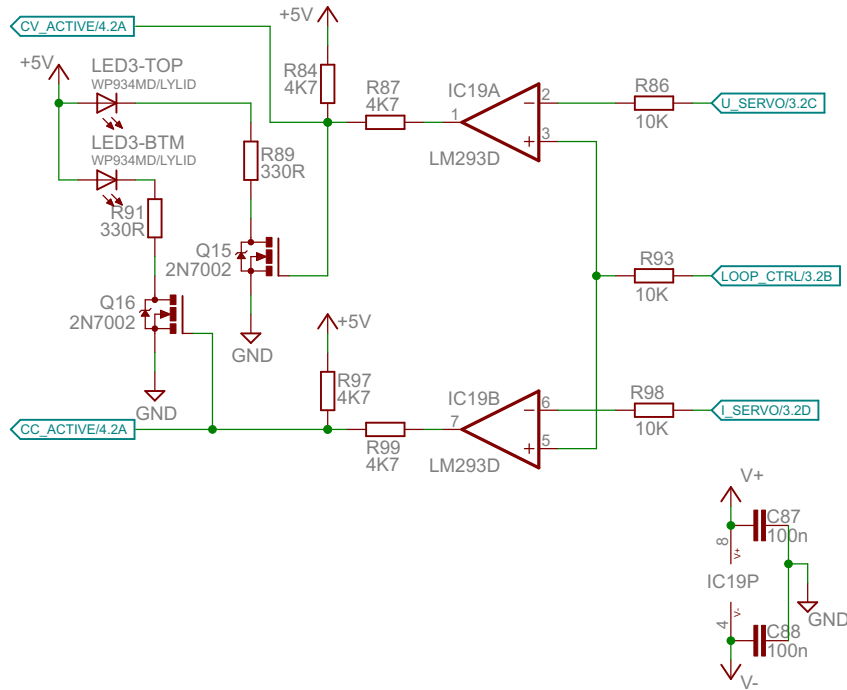 CV_ACTIVE/4.2A
+5V
+5V
LED3-TOP
WP934MD/LYLID
R84
4K7
R87
4K7
IC19A
1
2
3
LM293D
R86
10K
U_SERVO/3.2C
LED3-BTM
WP934MD/LYLID
R89
330R
R91
330R
Q15
2N7002
R93
10K
LOOP_CTRL/3.2B
Q16
2N7002
GND
+5V
GND
R97
4K7
IC19B
7
6
5
LM293D
R98
10K
I_SERVO/3.2D
CC_ACTIVE/4.2A
R99
4K7
V+
C87
100n
8
V+
IC19P
GND
V-
4
C88
100n
V-